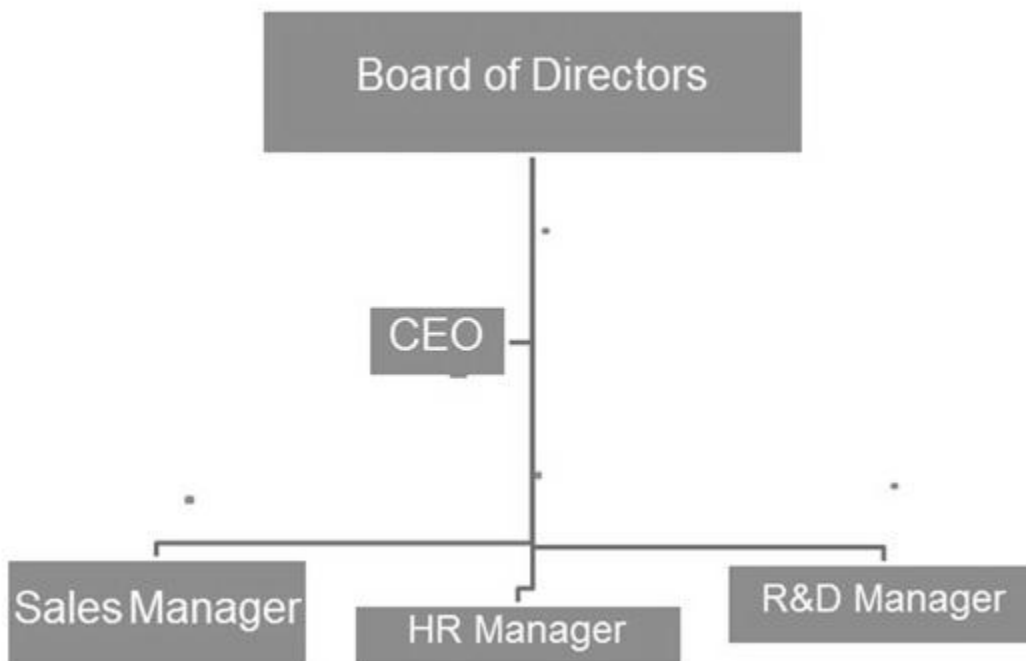 Board of Directors
CEO
Sales Manager
HR Manager
R&D Manager